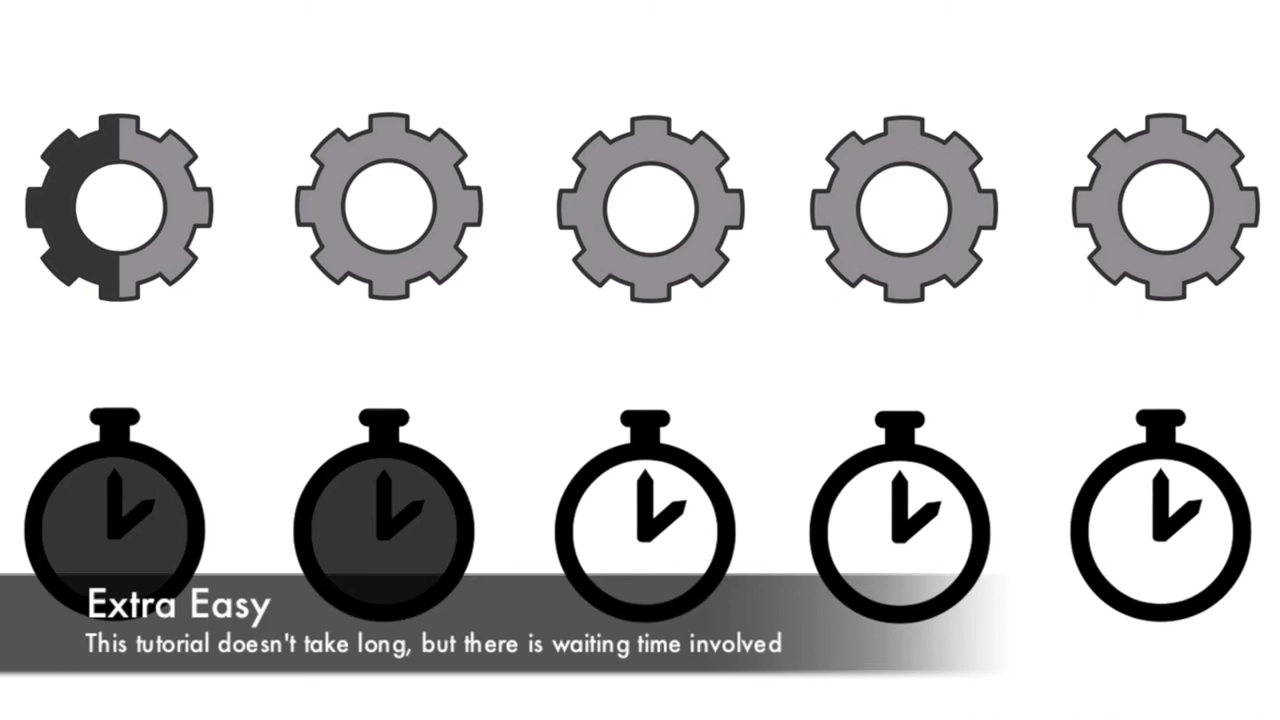 Extra Easy
This tutorial doesn't take long, but there is waiting time involved